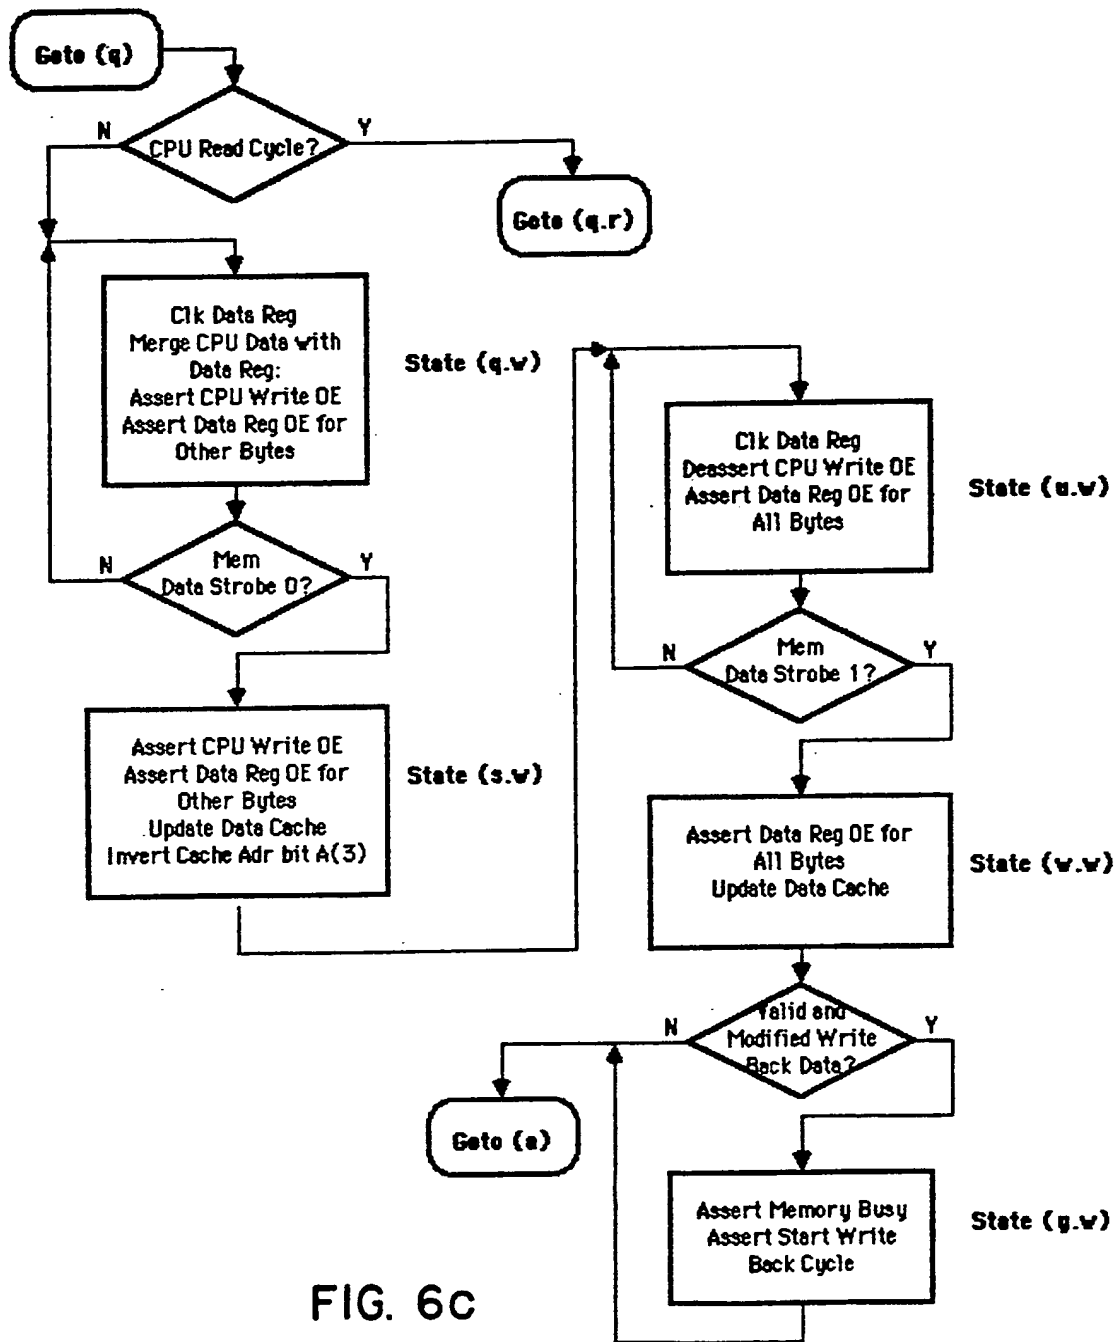 Goto (q)
N
Y
CPU Read Cycle?
Goto (q.r)
Clk Data Reg
Merge CPU Data with
Data Reg:
Assert CPU Write OE
Assert Data Reg OE for
Other Bytes
State (q.w)
N
Mem
Data Strobe 0?
Y
Assert CPU Write OE
Assert Data Reg OE for
Other Bytes
Update Data Cache
Invert Cache Adr bit A(3)
State (s.w)
Clk Data Reg
Deassert CPU Write OE
Assert Data Reg OE for
All Bytes
State (u.w)
N
Mem
Data Strobe 1?
Y
Assert Data Reg OE for
All Bytes
Update Data Cache
State (w.w)
N
Valid and
Modified Write
Back Data?
Y
Goto (a)
Assert Memory Busy
Assert Start Write
Back Cycle
State (y.w)
FIG. 6c